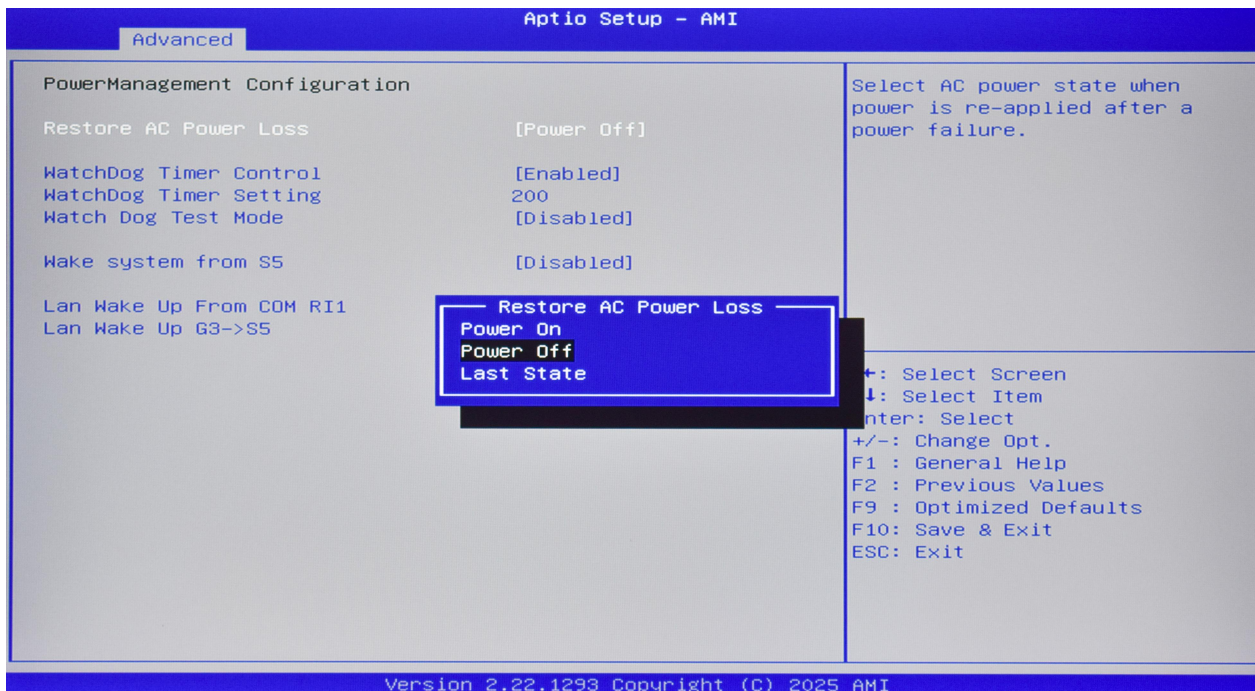 Aptio Setup – AMI
Advanced
PowerManagement Configuration
Restore AC Power Loss [Power Off]
WatchDog Timer Control [Enabled]
WatchDog Timer Setting 200
Watch Dog Test Mode [Disabled]
Wake system from S5 [Disabled]
Lan Wake Up From COM RI1
Lan Wake Up G3->S5
Restore AC Power Loss
Power On
Power Off
Last State
Select AC power state when
power is re-applied after a
power failure.
←: Select Screen
↓: Select Item
nter: Select
+/-: Change Opt.
F1 : General Help
F2 : Previous Values
F9 : Optimized Defaults
F10: Save & Exit
ESC: Exit
Version 2.22.1293 Copyright (C) 2025 AMI